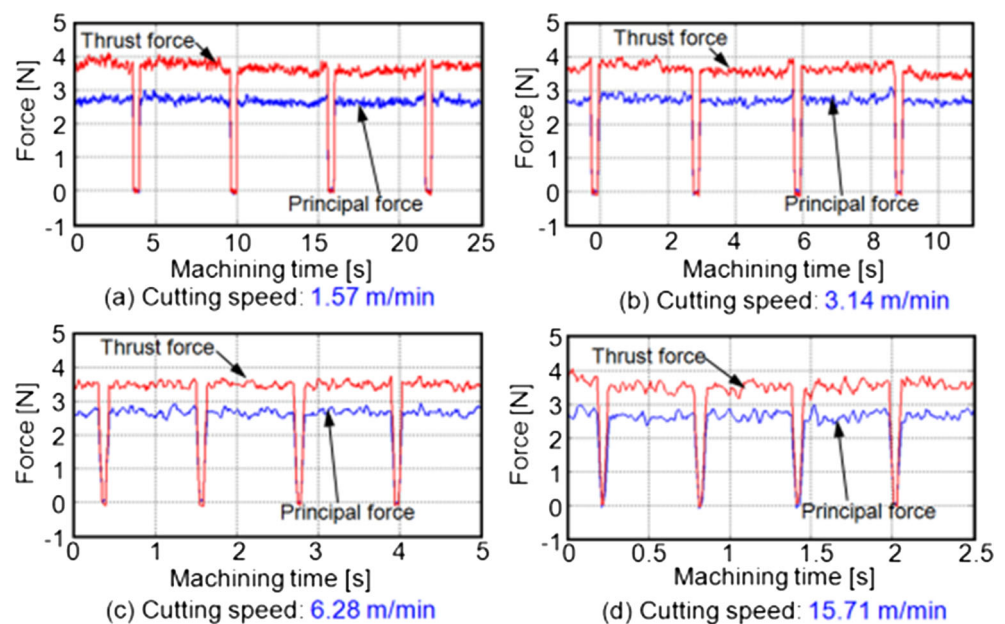 5
4
3
2
1
0
-1
Force [N]
Thrust force
Principal force
0 5 10 15 20 25
Machining time [s]
(a) Cutting speed: 1.57 m/min
5
4
3
2
1
0
-1
Force [N]
Thrust force
Principal force
0 2 4 6 8 10
Machining time [s]
(b) Cutting speed: 3.14 m/min
5
4
3
2
1
0
-1
Force [N]
Thrust force
Principal force
0 1 2 3 4 5
Machining time [s]
(c) Cutting speed: 6.28 m/min
5
4
3
2
1
0
-1
Force [N]
Thrust force
Principal force
0 0.5 1 1.5 2 2.5
Machining time [s]
(d) Cutting speed: 15.71 m/min